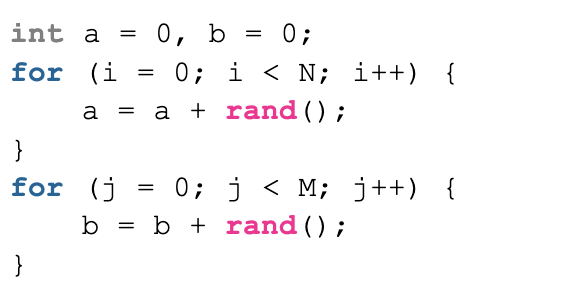 int a = 0, b = 0;
for (i = 0; i < N; i++) {
    a = a + rand();
}
for (j = 0; j < M; j++) {
    b = b + rand();
}